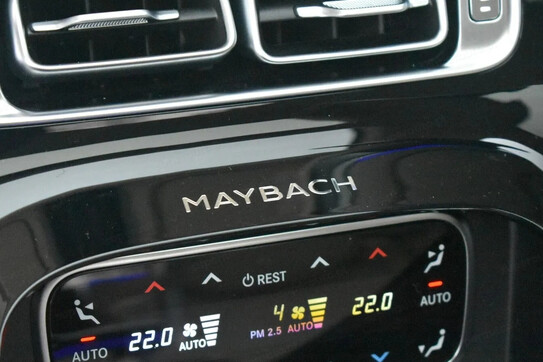 MAYBACH
REST
AUTO 22.0 4 22.0 AUTO
PM 2.5 AUTO